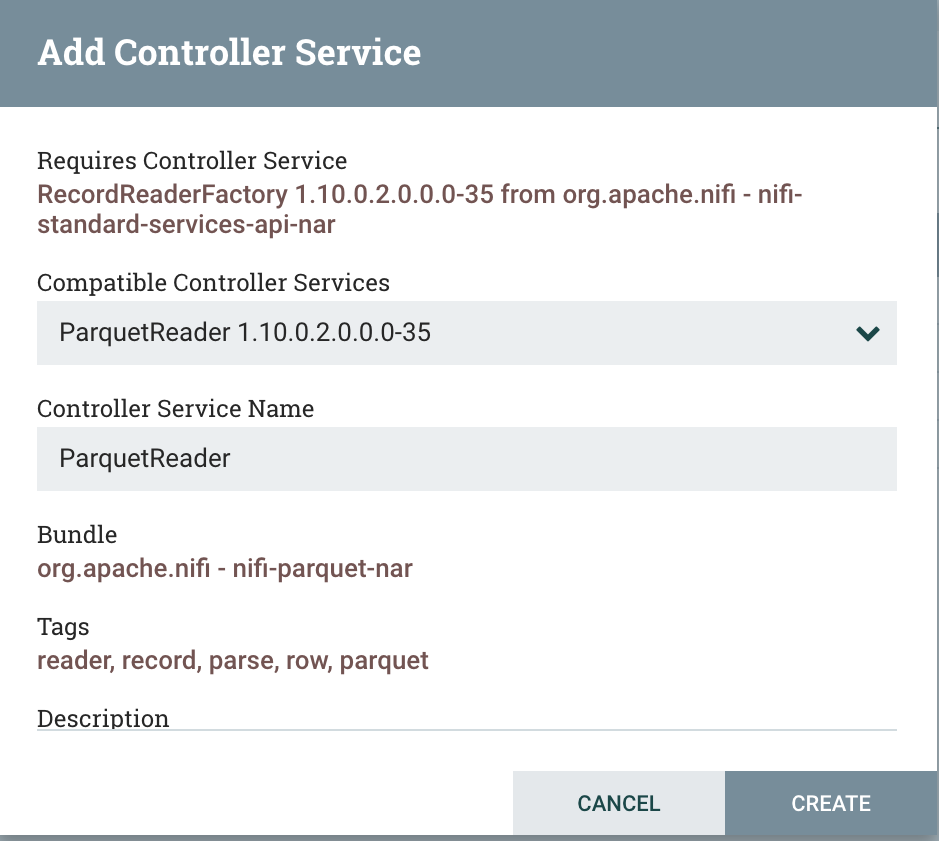 Add Controller Service
Requires Controller Service
RecordReaderFactory 1.10.0.2.0.0.0-35 from org.apache.nifi - nifi-
standard-services-api-nar
Compatible Controller Services
ParquetReader 1.10.0.2.0.0.0-35
Controller Service Name
ParquetReader
Bundle
org.apache.nifi - nifi-parquet-nar
Tags
reader, record, parse, row, parquet
Description
CANCEL
CREATE